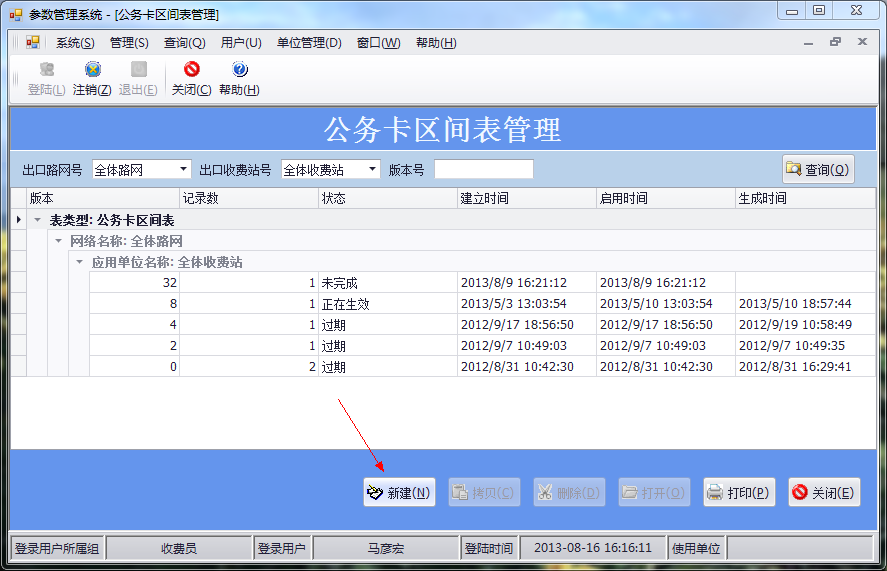 参数管理系统 - [公务卡区间表管理]
系统(S) 管理(S) 查询(Q) 用户(U) 单位管理(D) 窗口(W) 帮助(H)
登陆(L) 注销(Z) 退出(E) 关闭(C) 帮助(H)
公务卡区间表管理
出口路网号 全体路网 出口收费站号 全体收费站 版本号 查询(Q)
版本 记录数 状态 建立时间 启用时间 生成时间
表类型: 公务卡区间表
网络名称: 全体路网
应用单位名称: 全体收费站
32 1 未完成 2013/8/9 16:21:12 2013/8/9 16:21:12
8 1 正在生效 2013/5/3 13:03:54 2013/5/10 13:03:54 2013/5/10 18:57:44
4 1 过期 2012/9/17 18:56:50 2012/9/17 18:56:50 2012/9/19 10:58:49
2 1 过期 2012/9/7 10:49:03 2012/9/7 10:49:03 2012/9/7 10:49:35
0 2 过期 2012/8/31 10:42:30 2012/8/31 10:42:30 2012/8/31 16:29:41
新建(N) 拷贝(C) 删除(D) 打开(O) 打印(P) 关闭(E)
登录用户所属组 收费员 登录用户 马彦宏 登陆时间 2013-08-16 16:16:11 使用单位